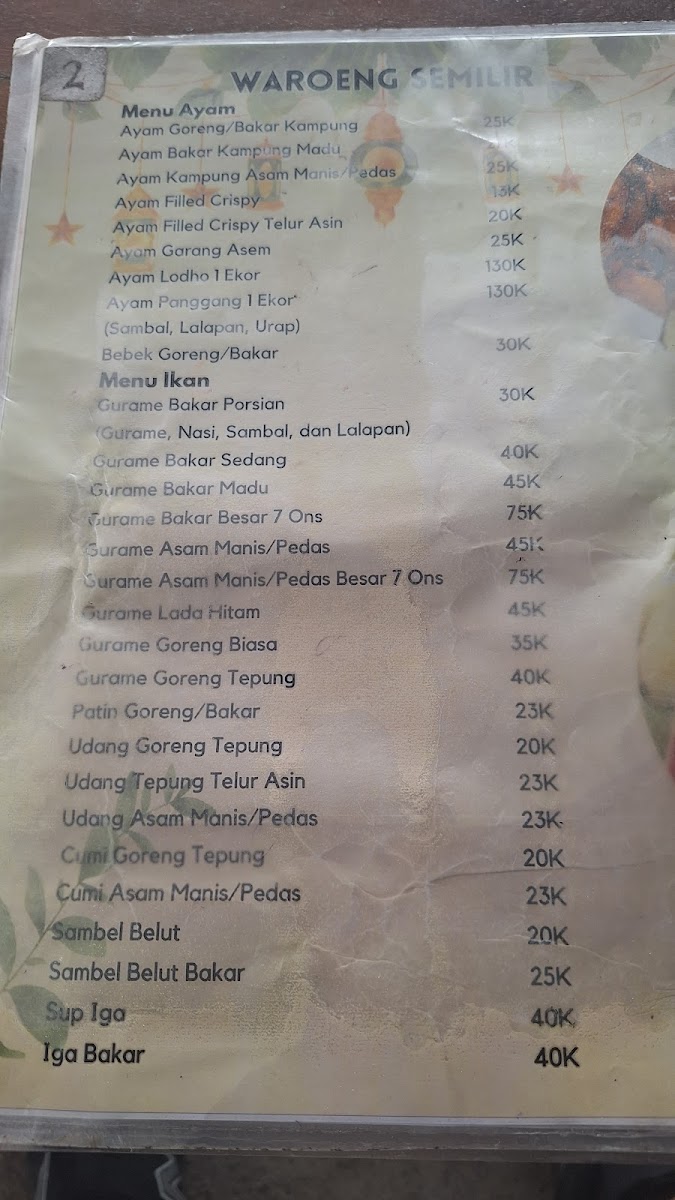 2
WAROENG SEMILIR
Menu Ayam
Ayam Goreng/Bakar Kampung 25K
Ayam Bakar Kampung Madu
Ayam Kampung Asam Manis/Pedas 25K
Ayam Filled Crispy
Ayam Filled Crispy Telur Asin 20K
Ayam Garang Asem 25K
Ayam Lodho 1 Ekor 130K
Ayam Panggang 1 Ekor 130K
(Sambal, Lalapan, Urap)
Bebek Goreng/Bakar 30K
Menu Ikan
Gurame Bakar Porsian 30K
(Gurame, Nasi, Sambal, dan Lalapan)
Gurame Bakar Sedang 40K
Gurame Bakar Madu 45K
Gurame Bakar Besar 7 Ons 75K
Gurame Asam Manis/Pedas 45K
Gurame Asam Manis/Pedas Besar 7 Ons 75K
Gurame Lada Hitam 45K
Gurame Goreng Biasa 35K
Gurame Goreng Tepung 40K
Patin Goreng/Bakar 23K
Udang Goreng Tepung 20K
Udang Tepung Telur Asin 23K
Udang Asam Manis/Pedas 23K
Cumi Goreng Tepung 20K
Cumi Asam Manis/Pedas 23K
Sambel Belut 20K
Sambel Belut Bakar 25K
Sup Iga 40K
Iga Bakar 40K